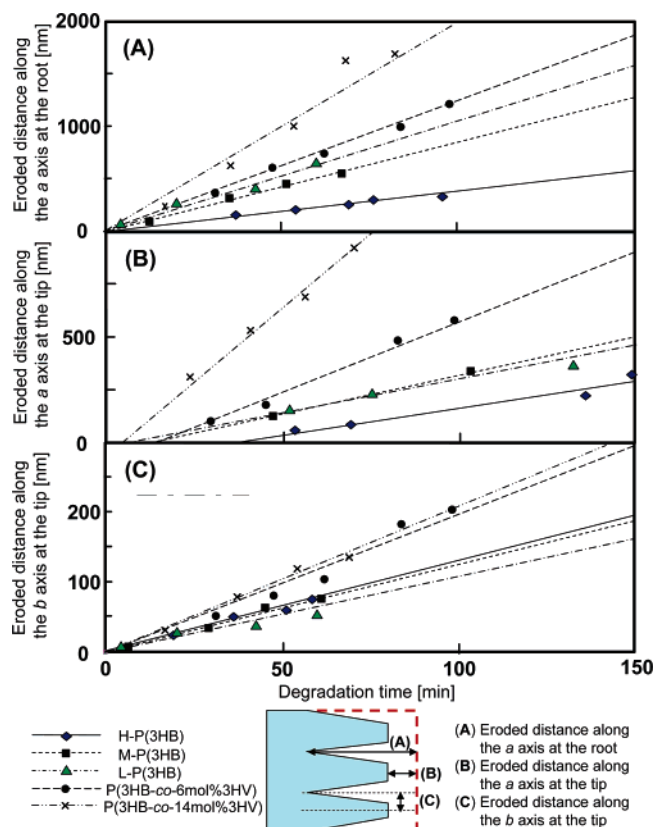 (A)
Eroded distance along
the a axis at the root [nm]
2000
1000
0
(B)
Eroded distance along
the a axis at the tip [nm]
500
0
(C)
Eroded distance along
the b axis at the tip [nm]
200
100
0
0 50 100 150
Degradation time [min]
H-P(3HB)
M-P(3HB)
L-P(3HB)
P(3HB-co-6mol%3HV)
P(3HB-co-14mol%3HV)
(A)
(B)
(C)
(A) Eroded distance along
the a axis at the root
(B) Eroded distance along
the a axis at the tip
(C) Eroded distance along
the b axis at the tip